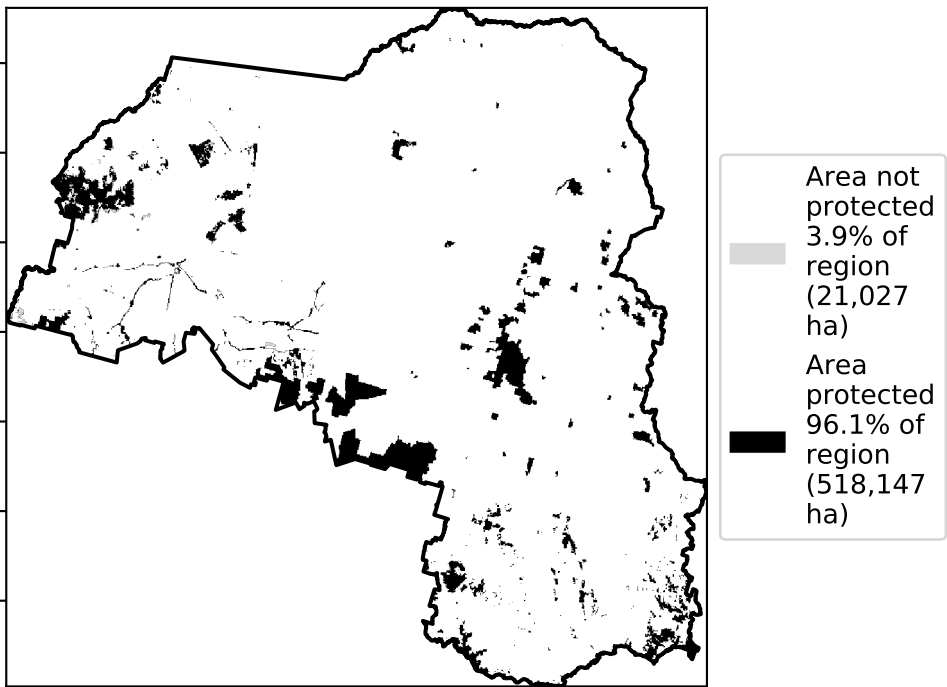 Area not
protected
3.9% of
region
(21,027
ha)
Area
protected
96.1% of
region
(518,147
ha)